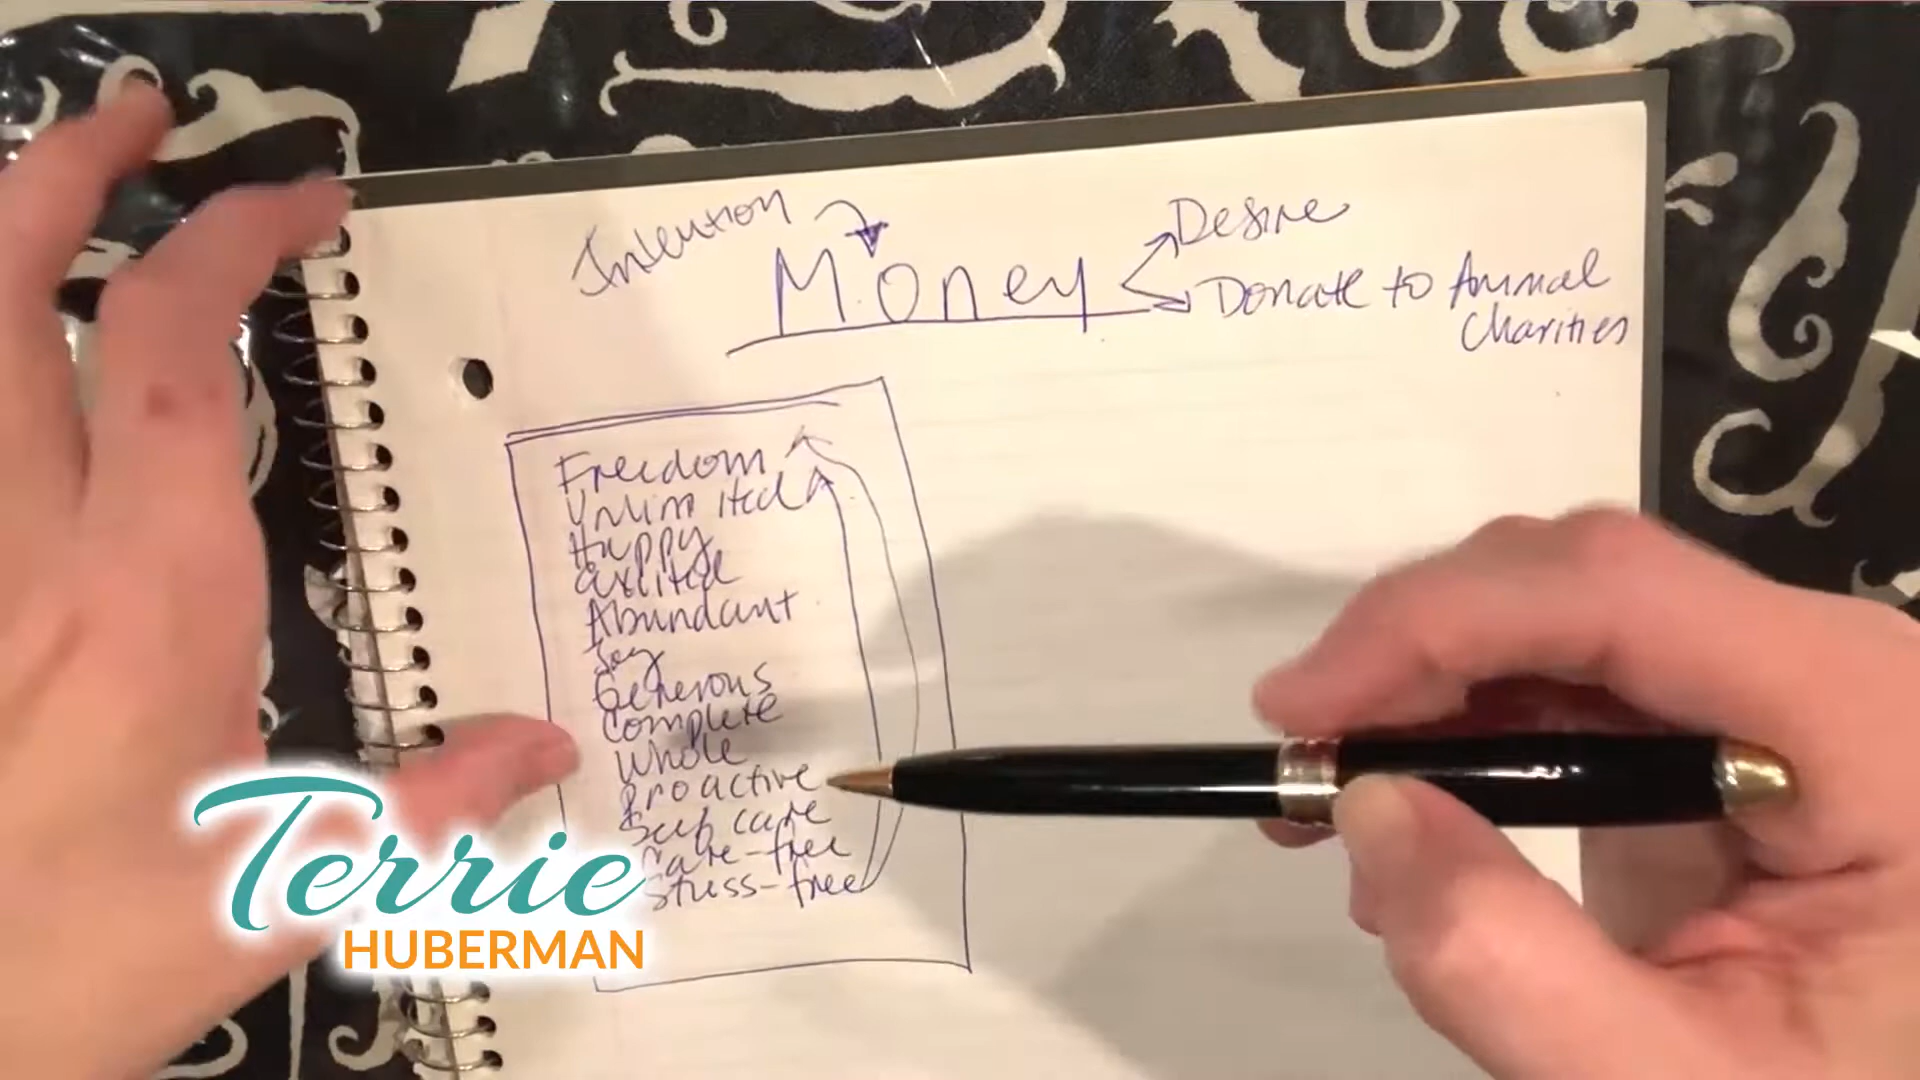 Intention
Desire
Money
Donate to Animal
Charities
Freedom
Unlimited
Happy
Excited
Abundant
Joy
Generous
Complete
Whole
Proactive
Self care
Care-free
Stress-free
Terrie
HUBERMAN